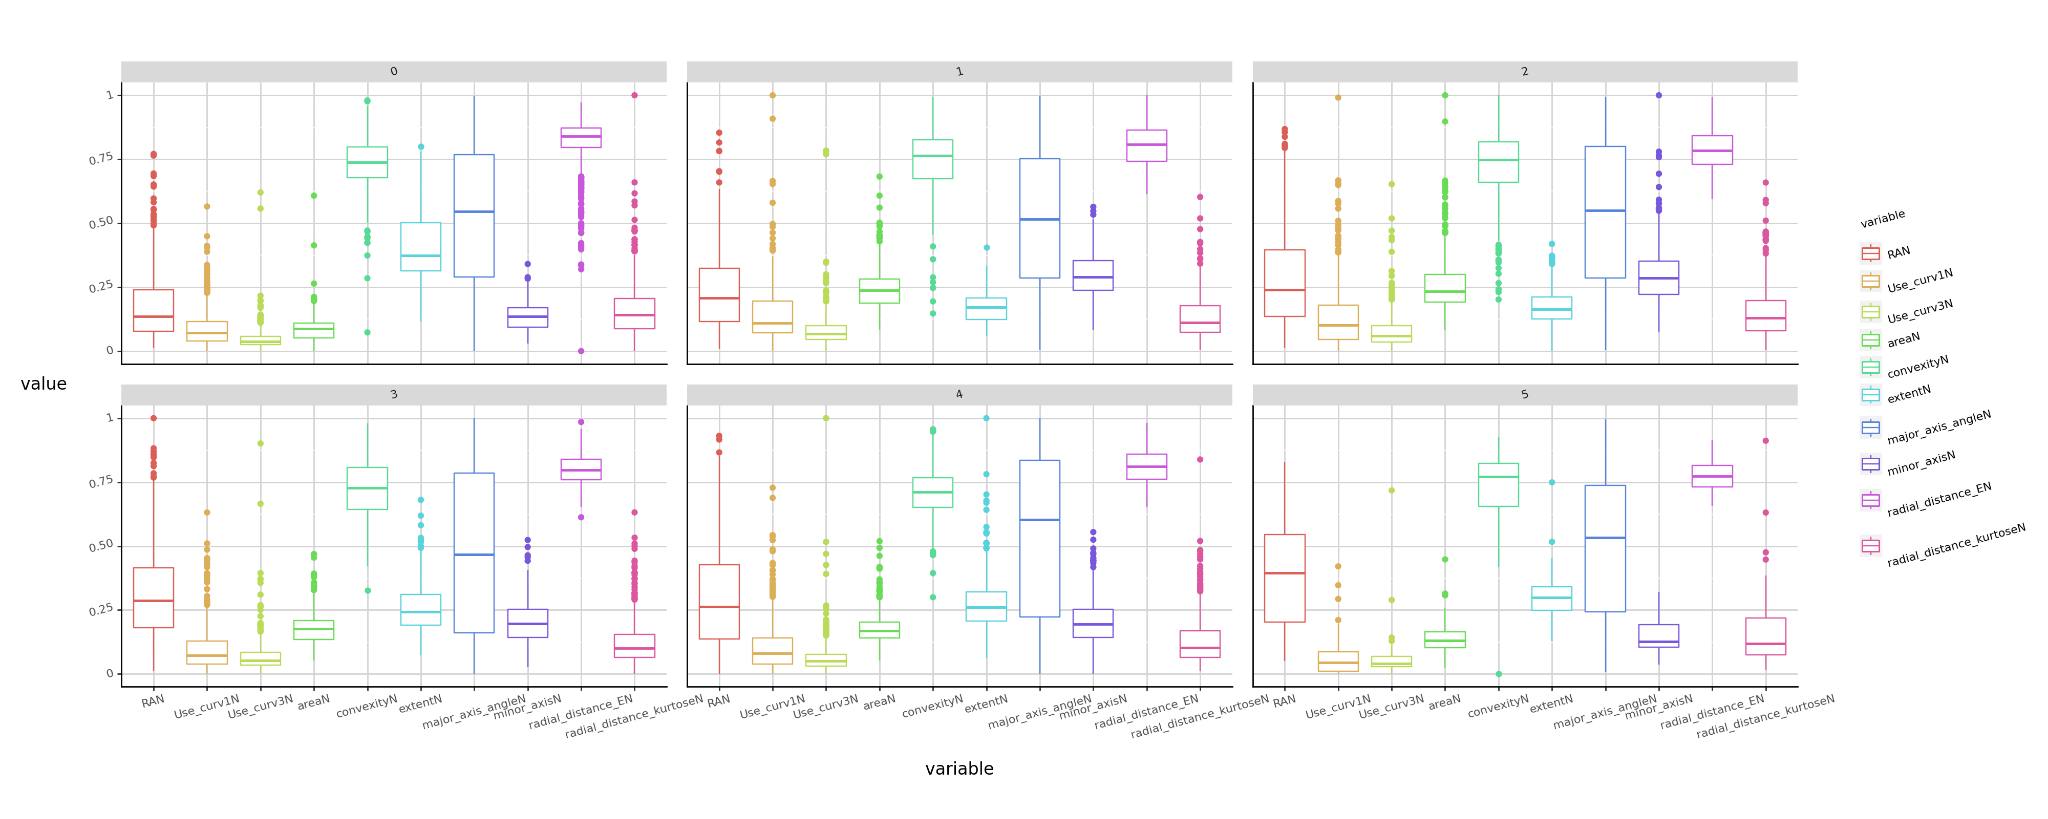 0
1
2
1
0.75
0.50
0.25
0
value
3
4
5
1
0.75
0.50
0.25
0
RAN
Use_curv1N
Use_curv3N
areaN
convexityN
extentN
major_axis_angleN
minor_axisN
radial_distance_EN
radial_distance_kurtoseN
RAN
Use_curv1N
Use_curv3N
areaN
convexityN
extentN
major_axis_angleN
minor_axisN
radial_distance_EN
radial_distance_kurtoseN
RAN
Use_curv1N
Use_curv3N
areaN
convexityN
extentN
major_axis_angleN
minor_axisN
radial_distance_EN
radial_distance_kurtoseN
variable
variable
RAN
Use_curv1N
Use_curv3N
areaN
convexityN
extentN
major_axis_angleN
minor_axisN
radial_distance_EN
radial_distance_kurtoseN